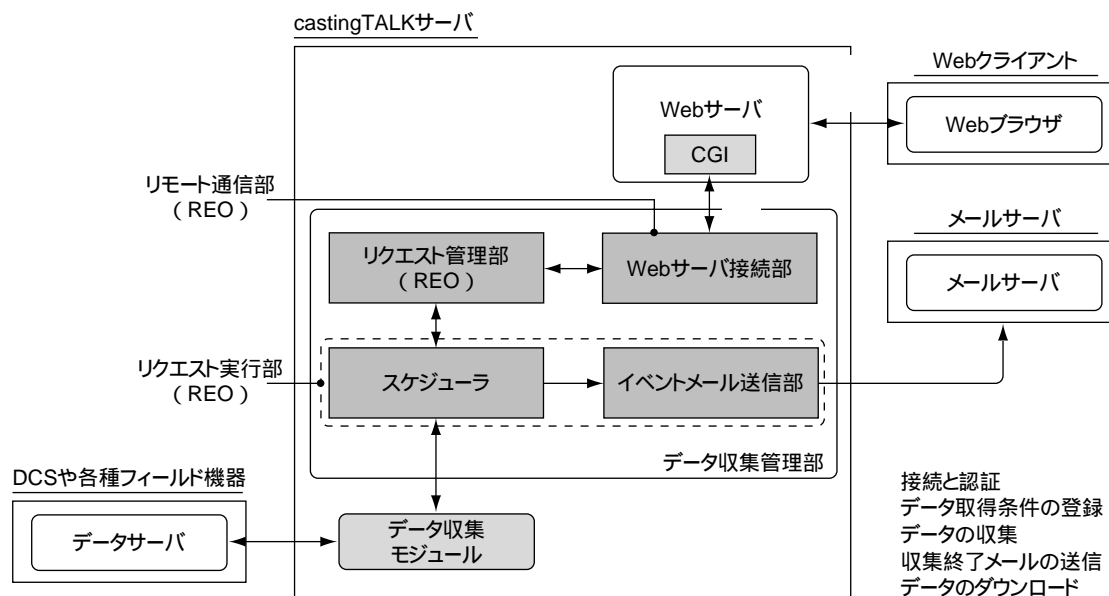 castingTALKサーバ
Webクライアント
Webサーバ
Webブラウザ
CGI
リモート通信部
（REO）
メールサーバ
リクエスト管理部
（REO）
Webサーバ接続部
メールサーバ
リクエスト実行部
（REO）
スケジューラ
イベントメール送信部
データ収集管理部
DCSや各種フィールド機器
データサーバ
データ収集
モジュール
接続と認証
データ取得条件の登録
データの収集
収集終了メールの送信
データのダウンロード